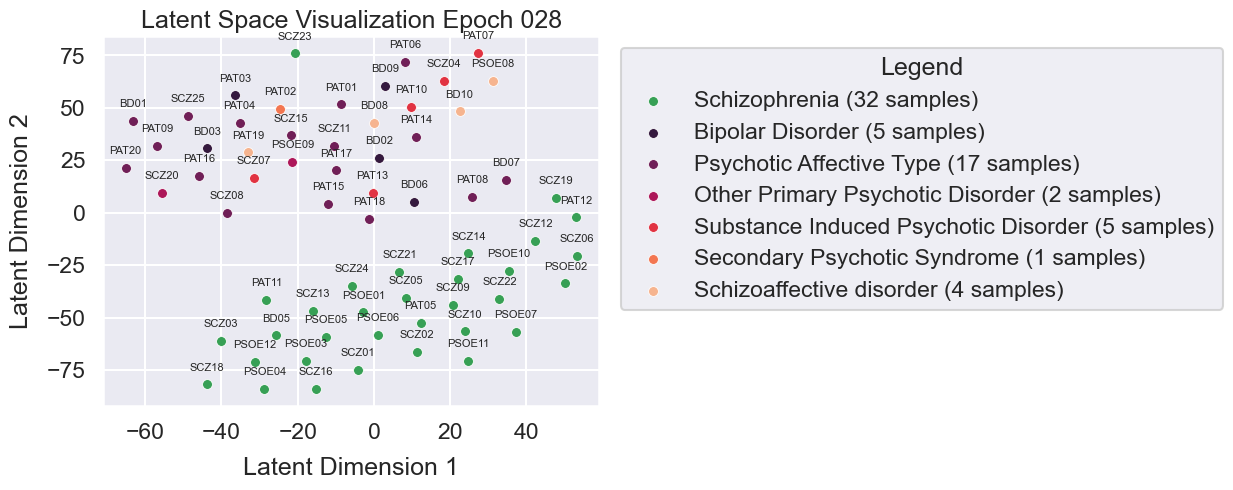 Latent Space Visualization Epoch 028
Latent Dimension 2
75
50
25
0
−25
−50
−75
SCZ23
PAT06
PAT07
BD09
SCZ04
PSOE08
PAT03
PAT02
PAT01
PAT10
BD10
BD01
SCZ25
PAT04
BD08
PAT14
PAT09
BD03
PAT19
SCZ15
SCZ11
BD02
PSOE09
PAT20
PAT16
SCZ07
PAT17
BD07
SCZ20
SCZ08
PAT15
PAT13
BD06
PAT08
SCZ19
PAT18
PAT12
SCZ12
SCZ14
SCZ06
SCZ21
PSOE10
SCZ24
SCZ17
PSOE02
PAT11
SCZ05
SCZ13
PSOE01
SCZ09
SCZ22
PAT05
SCZ03
BD05
PSOE05
PSOE06
SCZ10
PSOE07
PSOE12
PSOE03
SCZ01
SCZ02
PSOE11
SCZ18
PSOE04
SCZ16
−60
−40
−20
0
20
40
Latent Dimension 1
Legend
Schizophrenia (32 samples)
Bipolar Disorder (5 samples)
Psychotic Affective Type (17 samples)
Other Primary Psychotic Disorder (2 samples)
Substance Induced Psychotic Disorder (5 samples)
Secondary Psychotic Syndrome (1 samples)
Schizoaffective disorder (4 samples)